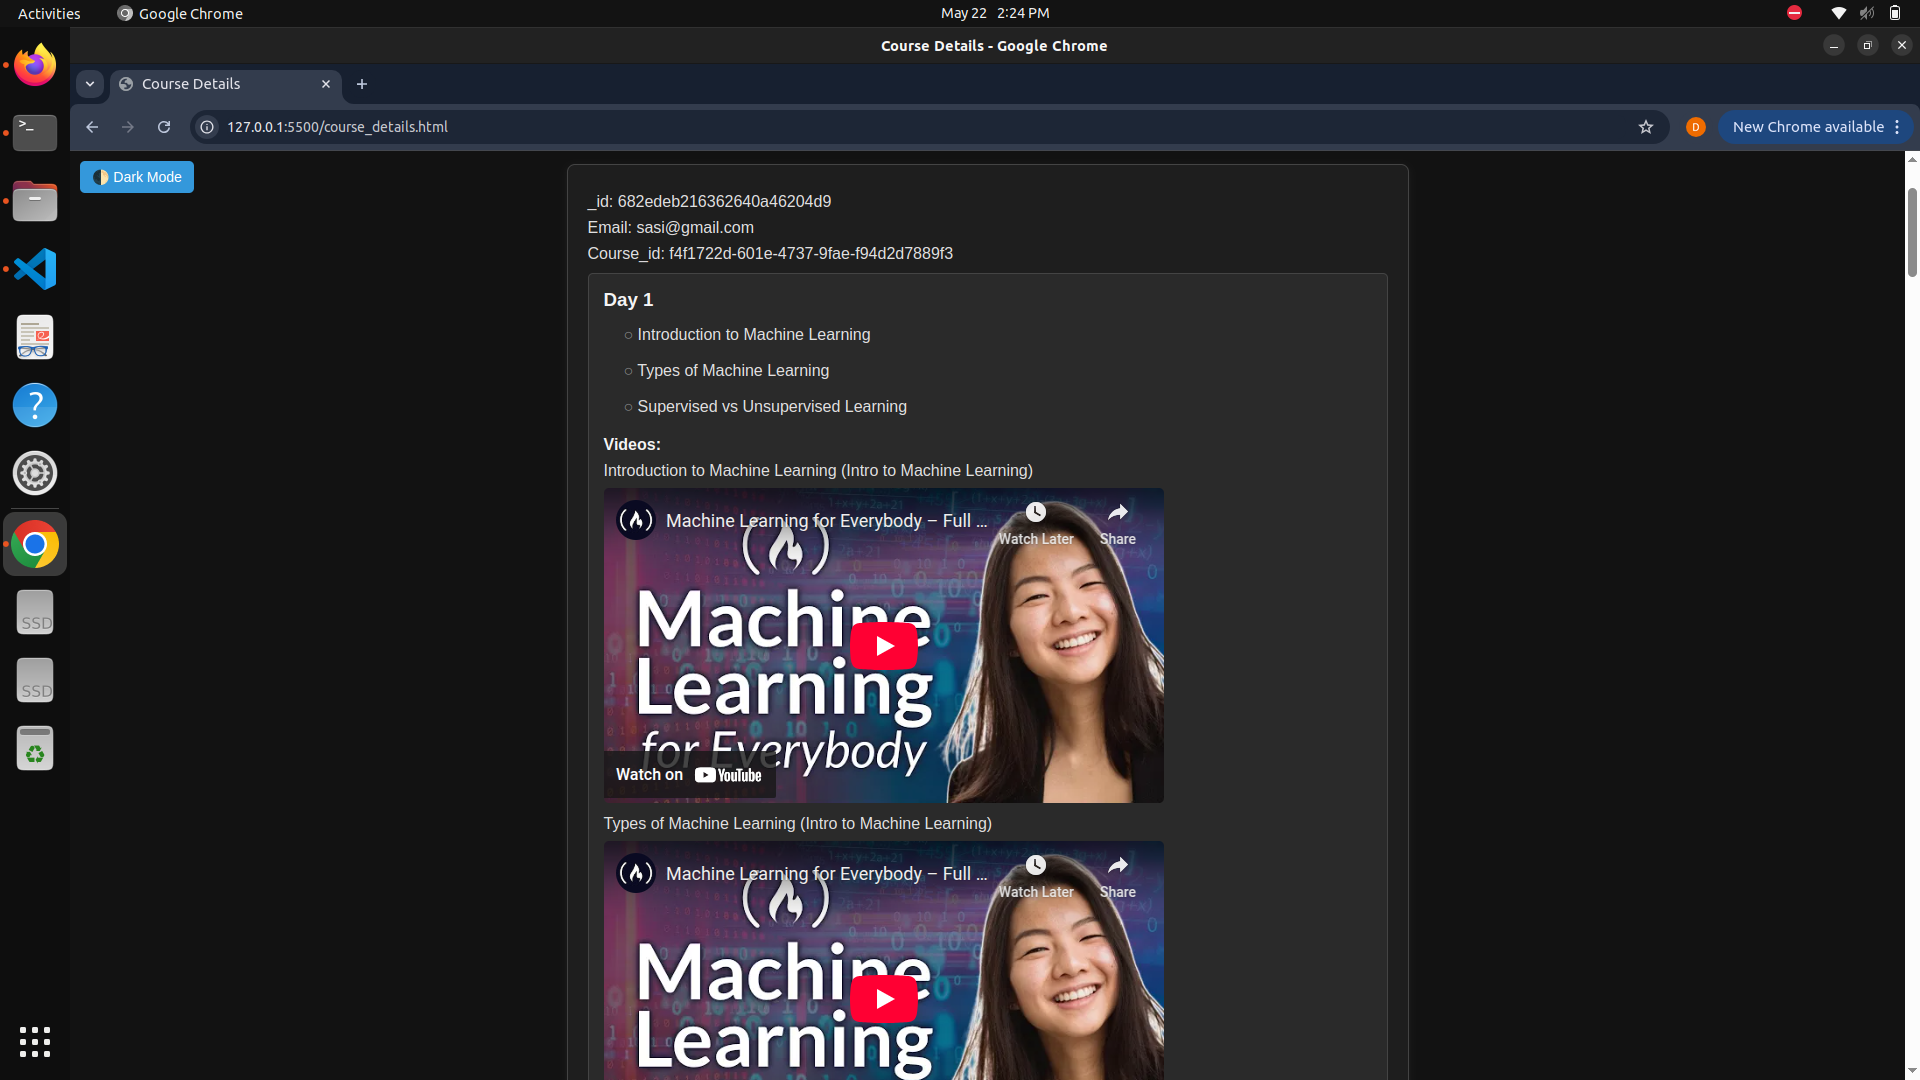 Activities
Google Chrome
May 22 2:24 PM
Course Details - Google Chrome
Course Details
127.0.0.1:5500/course_details.html
D
New Chrome available
Dark Mode
_id: 682edeb216362640a46204d9
Email: sasi@gmail.com
Course_id: f4f1722d-601e-4737-9fae-f94d2d7889f3
Day 1
Introduction to Machine Learning
Types of Machine Learning
Supervised vs Unsupervised Learning
Videos:
Introduction to Machine Learning (Intro to Machine Learning)
Machine Learning for Everybody – Full ...
Watch Later
Share
Machine
Learning
for Everybody
Watch on YouTube
Types of Machine Learning (Intro to Machine Learning)
Machine Learning for Everybody – Full ...
Watch Later
Share
Machine
Learning
>_
?
SSD
SSD